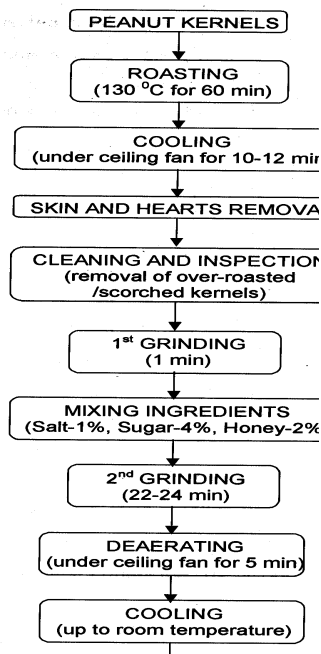 PEANUT KERNELS
ROASTING
(130 °C for 60 min)
COOLING
(under ceiling fan for 10-12 min
SKIN AND HEARTS REMOVA
CLEANING AND INSPECTION
(removal of over-roasted
/scorched kernels)
1st GRINDING
(1 min)
MIXING INGREDIENTS
(Salt-1%, Sugar-4%, Honey-2%
2nd GRINDING
(22-24 min)
DEAERATING
(under ceiling fan for 5 min)
COOLING
(up to room temperature)